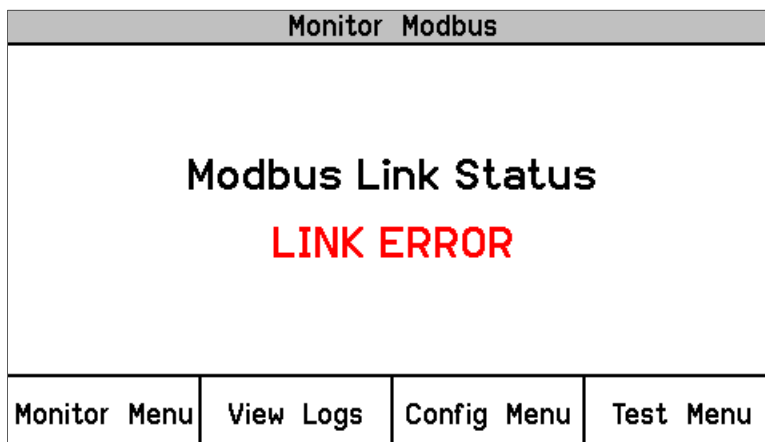 Monitor Modbus
Modbus Link Status
LINK ERROR
Monitor Menu
View Logs
Config Menu
Test Menu